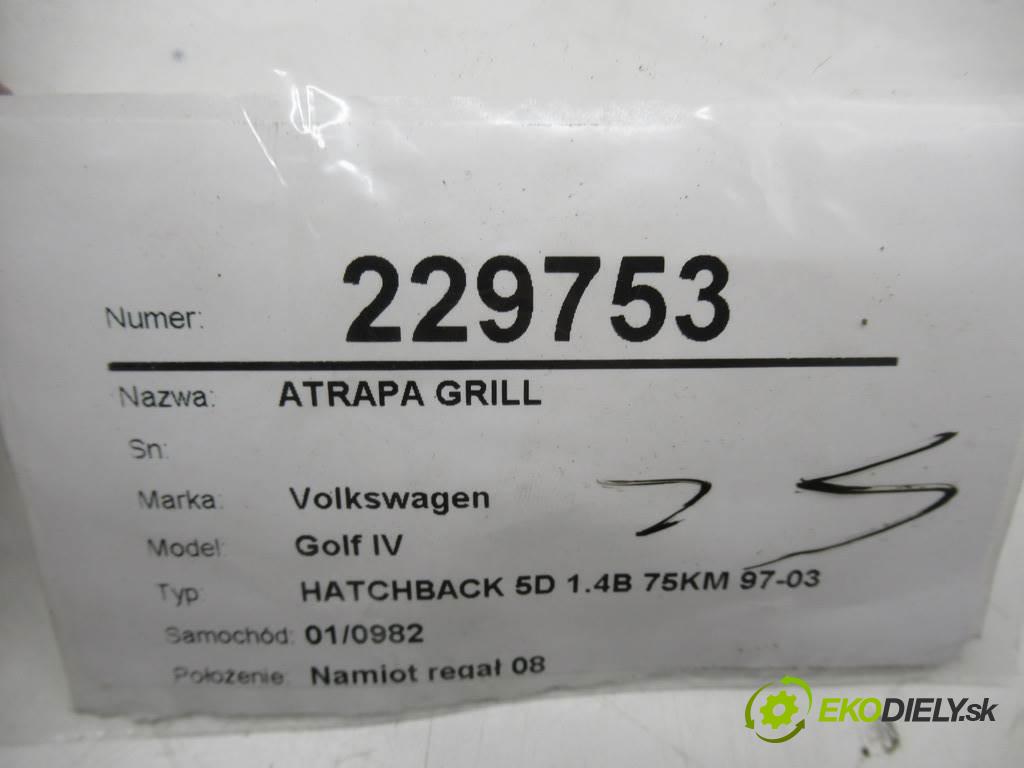 Numer: 229753
Nazwa: ATRAPA GRILL
Sn:
Marka: Volkswagen
Model: Golf IV
Typ: HATCHBACK 5D 1.4B 75KM 97-03
Samochód: 01/0982
Położenie: Namiot regał 08
EKODIELY.sk